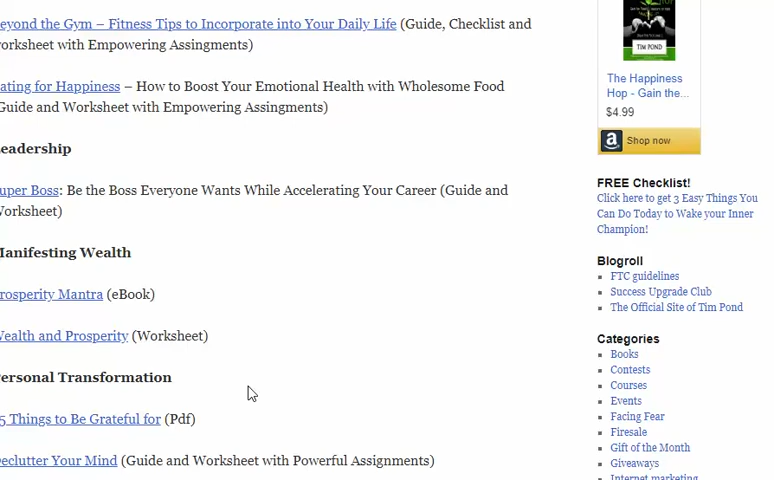 eyond the Gym – Fitness Tips to Incorporate into Your Daily Life (Guide, Checklist and
orksheet with Empowering Assingments)
ating for Happiness – How to Boost Your Emotional Health with Wholesome Food
Guide and Worksheet with Empowering Assingments)
eadership
uper Boss: Be the Boss Everyone Wants While Accelerating Your Career (Guide and
Worksheet)
Manifesting Wealth
rosperity Mantra (eBook)
Wealth and Prosperity (Worksheet)
ersonal Transformation
5 Things to Be Grateful for (Pdf)
eclutter Your Mind (Guide and Worksheet with Powerful Assignments)
TIM POND
The Happiness
Hop - Gain the...
$4.99
Shop now
FREE Checklist!
Click here to get 3 Easy Things You
Can Do Today to Wake your Inner
Champion!
Blogroll
FTC guidelines
Success Upgrade Club
The Official Site of Tim Pond
Categories
Books
Contests
Courses
Events
Facing Fear
Firesale
Gift of the Month
Giveaways
Internet marketing